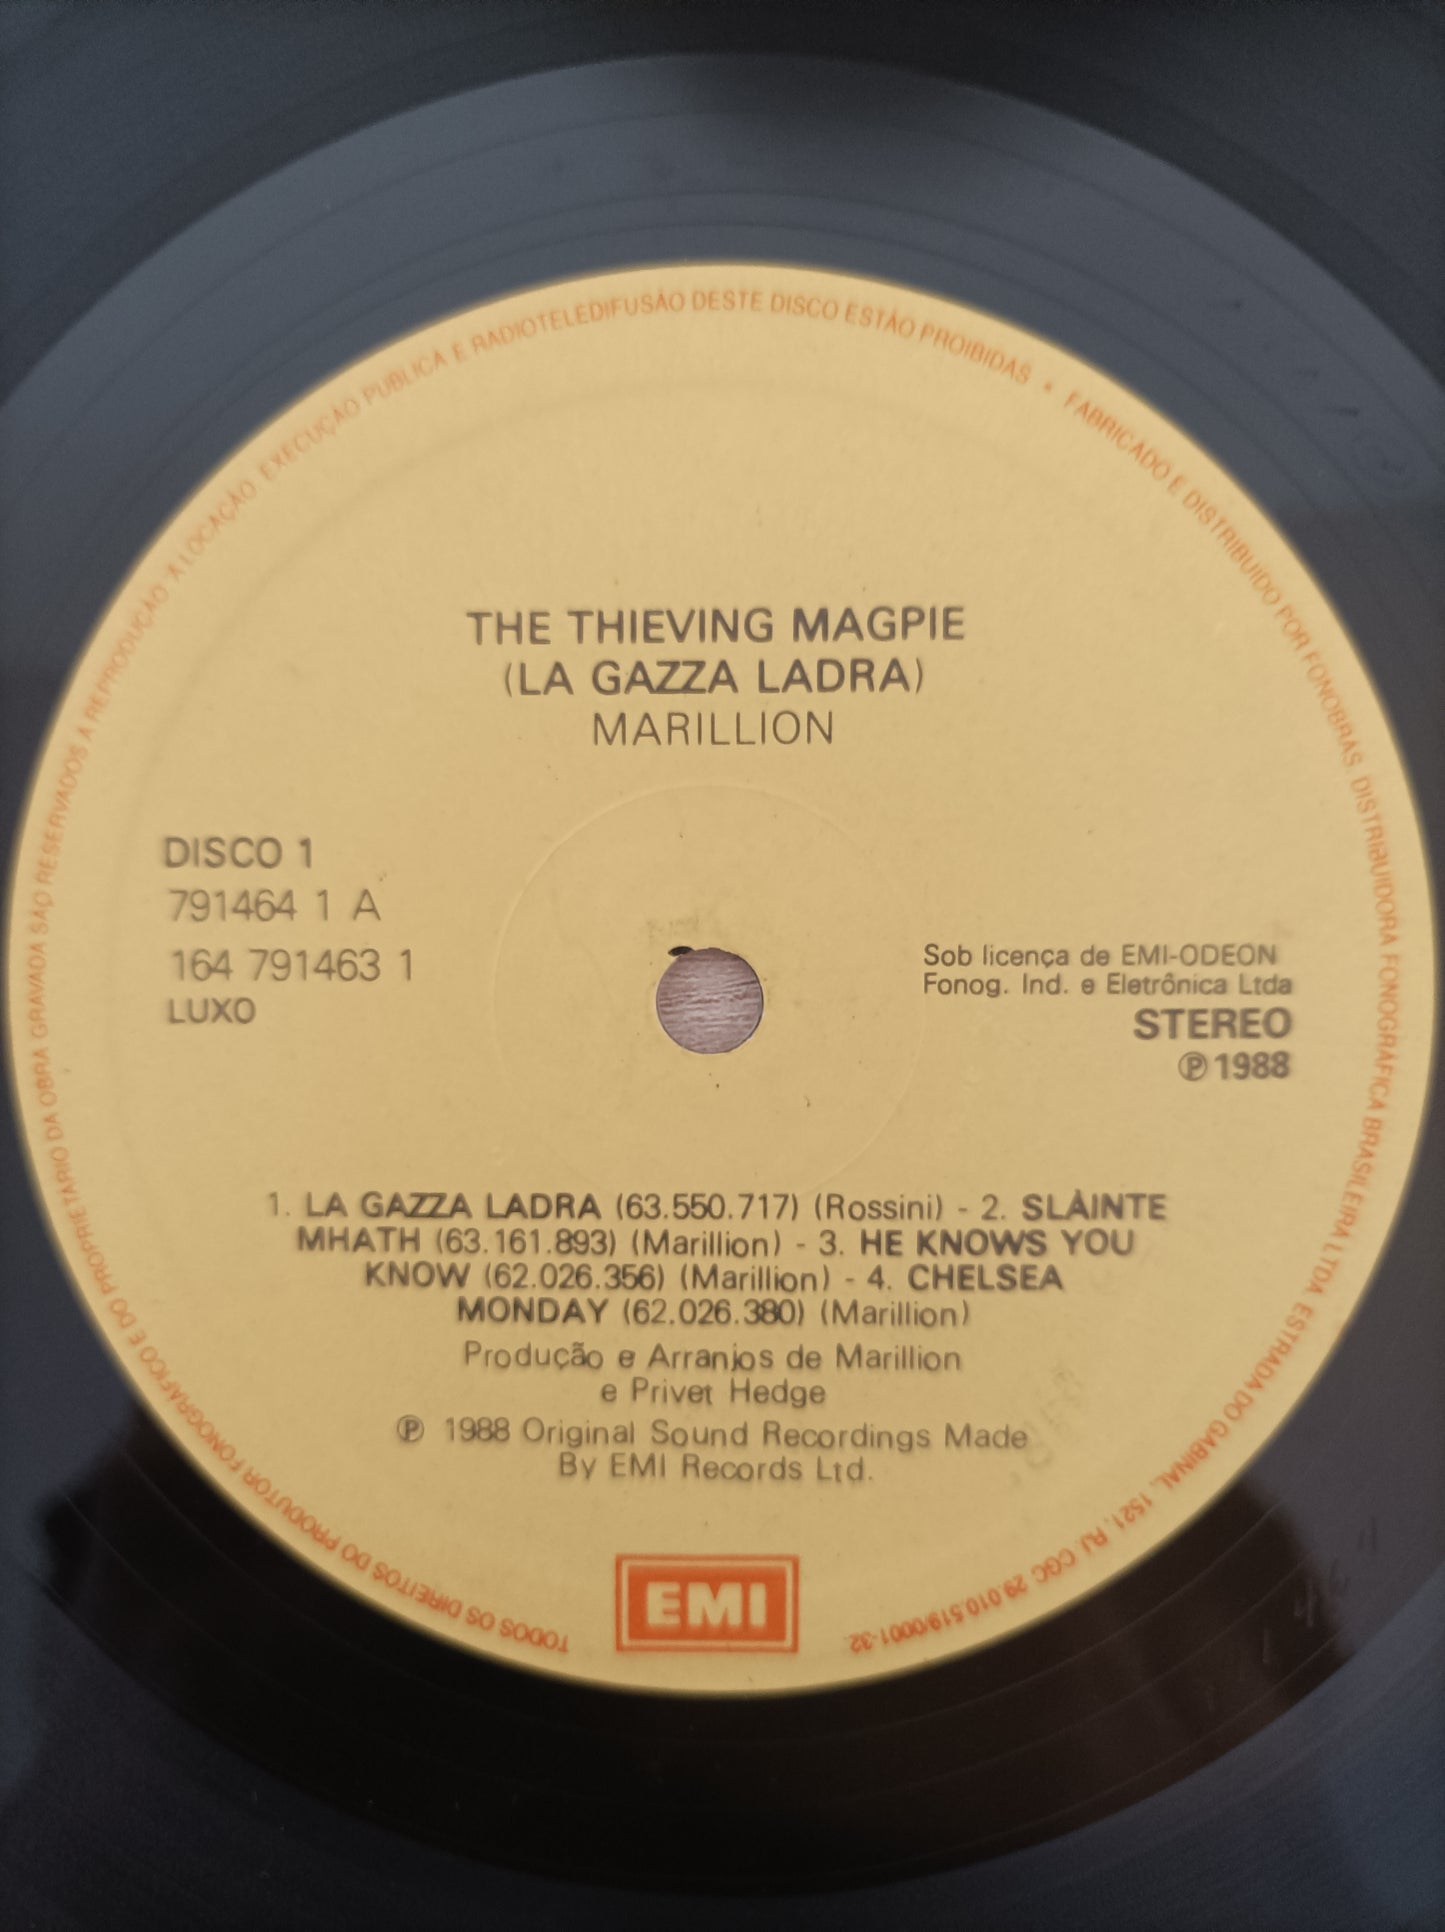 THE THIEVING MAGPIE
(LA GAZZA LADRA)
MARILLION
DISCO 1
791464 1 A
164 791463 1
LUXO
Sob licença de EMI-ODEON
Fonog. Ind. e Eletrônica Ltda
STEREO
℗ 1988
1. LA GAZZA LADRA (63.550.717) (Rossini) - 2. SLÀINTE
MHATH (63.161.893) (Marillion) - 3. HE KNOWS YOU
KNOW (62.026.356) (Marillion) - 4. CHELSEA
MONDAY (62.026.380) (Marillion)
Produção e Arranjos de Marillion
e Privet Hedge
℗ 1988 Original Sound Recordings Made
By EMI Records Ltd.
EMI
TODOS OS DIREITOS DO PRODUTOR FONOGRÁFICO E DO PROPRIETÁRIO DA OBRA GRAVADA SÃO RESERVADOS A REPRODUÇÃO A LOCAÇÃO EXECUÇÃO PÚBLICA E RADIOTELEDIFUSÃO DESTE DISCO ESTÃO PROIBIDAS • FABRICADO E DISTRIBUÍDO POR FONOBRÁS DISTRIBUIDORA FONOGRÁFICA BRASILEIRA LTDA ESTRADA DO GABINAL, 1521, RJ. CGC 29.010.519/0001-32.